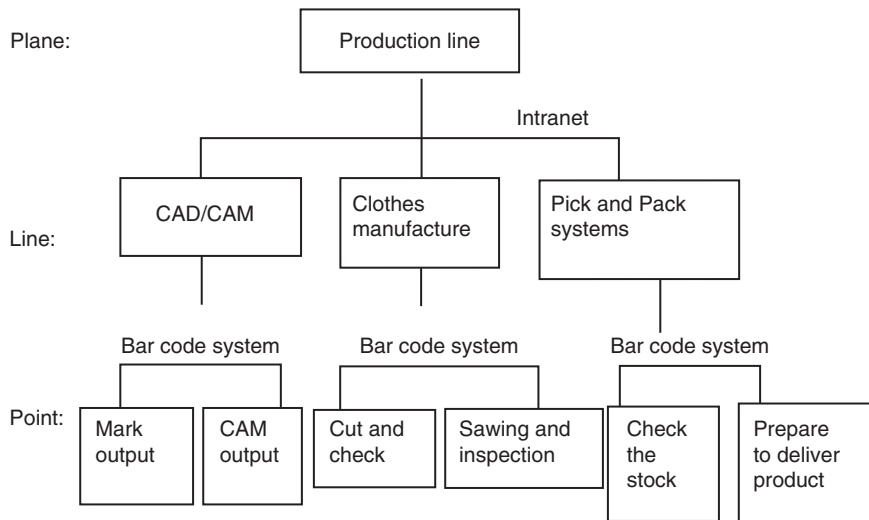 Plane:
Production line
Intranet
Line:
CAD/CAM
Clothes
manufacture
Pick and Pack
systems
Bar code system
Bar code system
Bar code system
Point:
Mark
output
CAM
output
Cut and
check
Sawing and
inspection
Check
the
stock
Prepare
to deliver
product